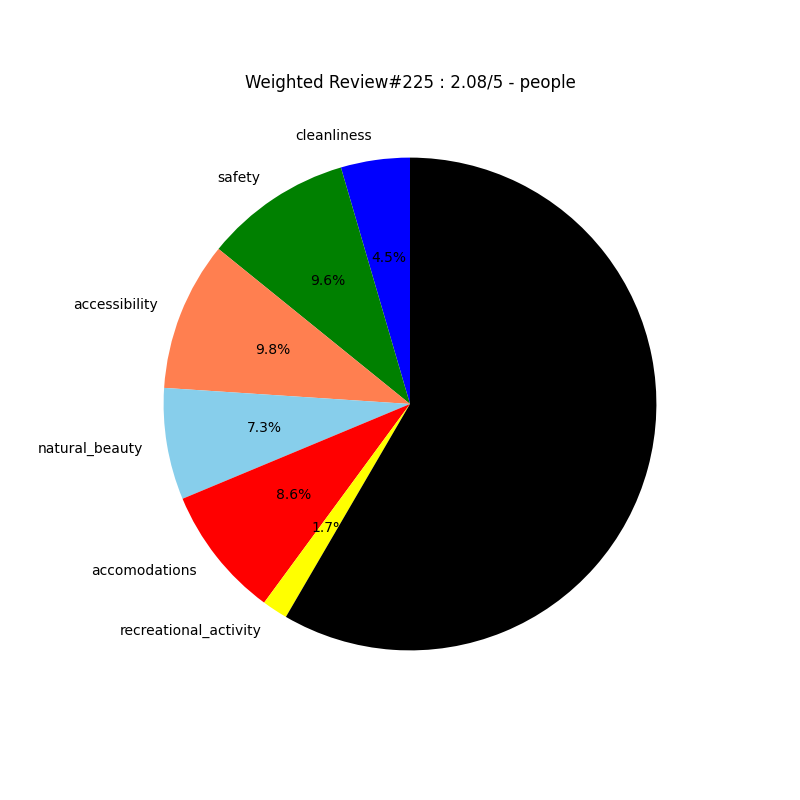 Weighted Review#225 : 2.08/5 - people
cleanliness
4.5%
safety
9.6%
accessibility
9.8%
natural_beauty
7.3%
accomodations
8.6%
recreational_activity
1.7%